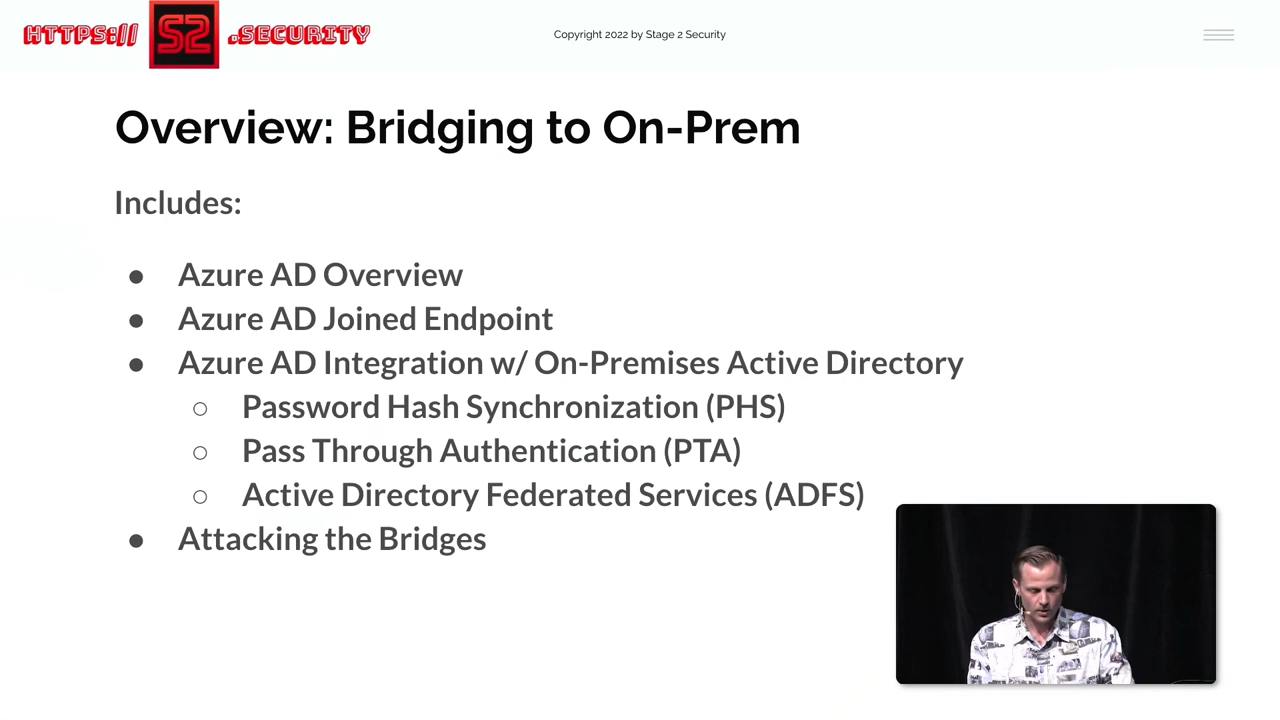 HTTPS:// S2 .SECURITY
Copyright 2022 by Stage 2 Security
Overview: Bridging to On-Prem
Includes:
● Azure AD Overview
● Azure AD Joined Endpoint
● Azure AD Integration w/ On-Premises Active Directory
○ Password Hash Synchronization (PHS)
○ Pass Through Authentication (PTA)
○ Active Directory Federated Services (ADFS)
● Attacking the Bridges